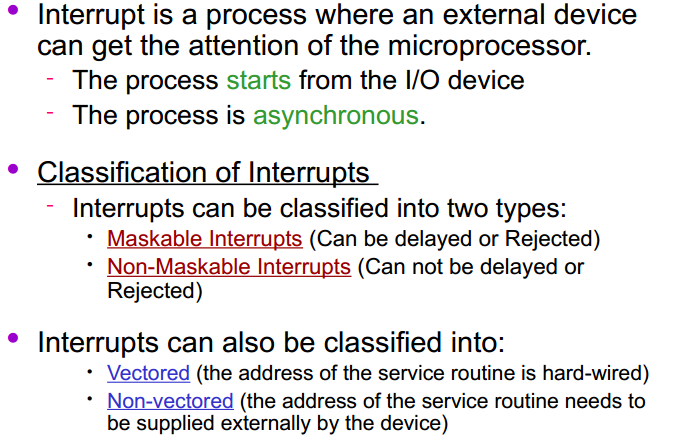 • Interrupt is a process where an external device
can get the attention of the microprocessor.
- The process starts from the I/O device
- The process is asynchronous.
• Classification of Interrupts
- Interrupts can be classified into two types:
• Maskable Interrupts (Can be delayed or Rejected)
• Non-Maskable Interrupts (Can not be delayed or
Rejected)
• Interrupts can also be classified into:
• Vectored (the address of the service routine is hard-wired)
• Non-vectored (the address of the service routine needs to
be supplied externally by the device)